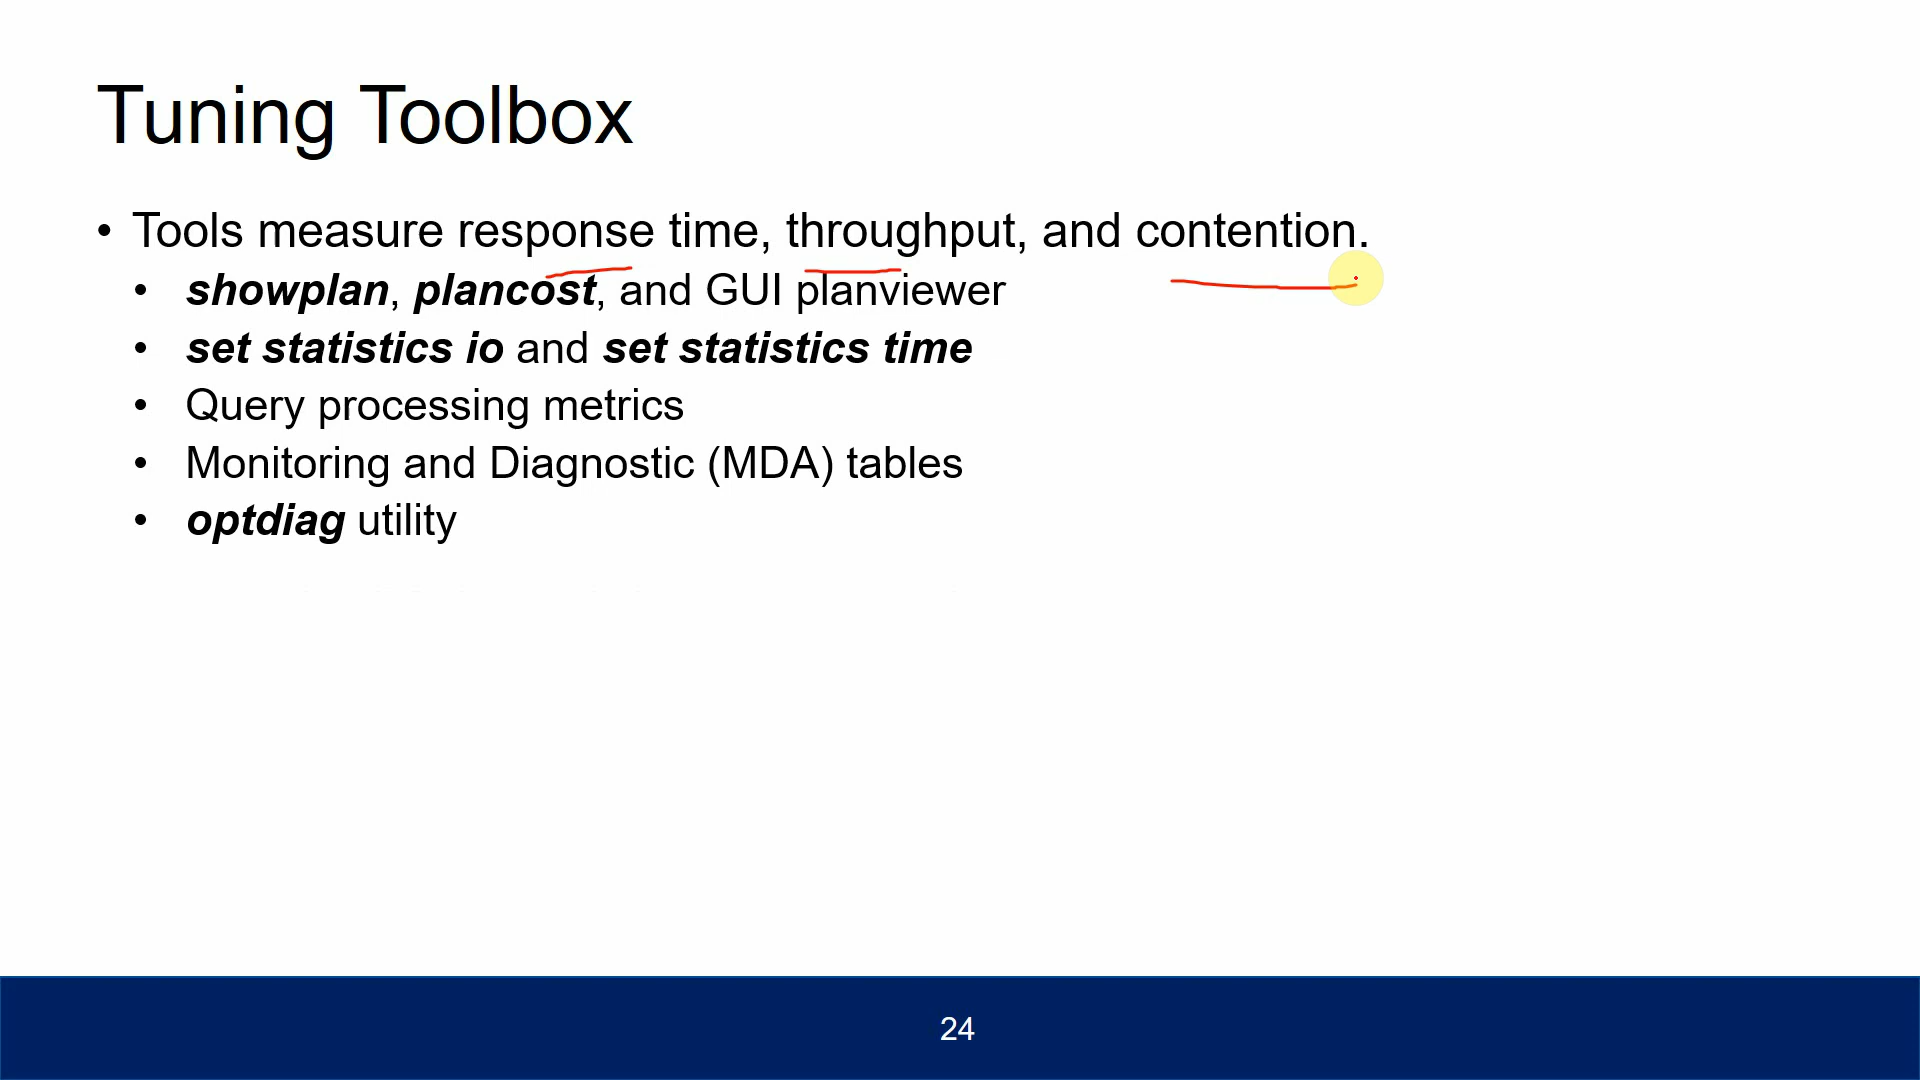 Tuning Toolbox
• Tools measure response time, throughput, and contention.
• showplan, plancost, and GUI planviewer
• set statistics io and set statistics time
• Query processing metrics
• Monitoring and Diagnostic (MDA) tables
• optdiag utility
24